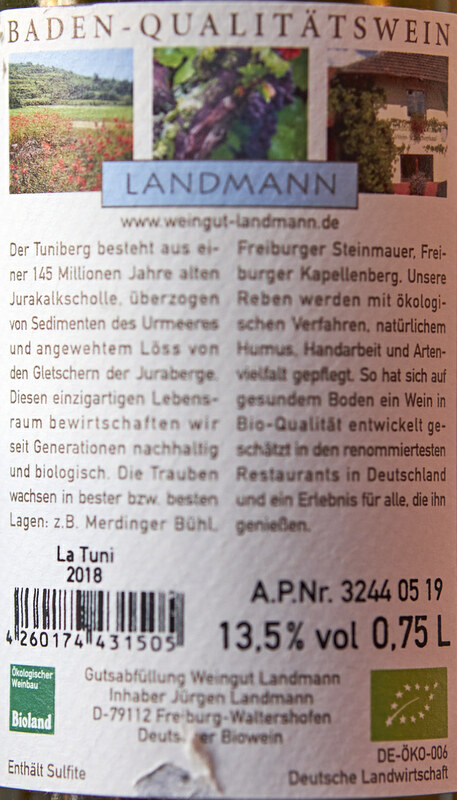 BADEN-QUALITÄTSWEIN
LANDMANN
www.weingut-landmann.de
Der Tuniberg besteht aus ei-
ner 145 Millionen Jahre alten
Jurakalkscholle, überzogen
von Sedimenten des Urmeeres
und angewehtem Löss von
den Gletschern der Juraberge.
Diesen einzigartigen Lebens-
raum bewirtschaften wir
seit Generationen nachhaltig
und biologisch. Die Trauben
wachsen in bester bzw. besten
Lagen: z.B. Merdinger Bühl,
Freiburger Steinmauer, Frei-
burger Kapellenberg. Unsere
Reben werden mit ökologi-
schen Verfahren, natürlichem
Humus, Handarbeit und Arten-
vielfalt gepflegt. So hat sich auf
gesundem Boden ein Wein in
Bio-Qualität entwickelt ge-
schätzt in den renommiertesten
Restaurants in Deutschland
und ein Erlebnis für alle, die ihn
genießen.
La Tuni
2018
4 260174 431505
A.P.Nr. 3244 05 19
13,5% vol 0,75 L
Ökologischer
Weinbau
Bioland
Gutsabfüllung Weingut Landmann
Inhaber Jürgen Landmann
D-79112 Freiburg-Waltershofen
Deutscher Biowein
Enthält Sulfite
DE-ÖKO-006
Deutsche Landwirtschaft